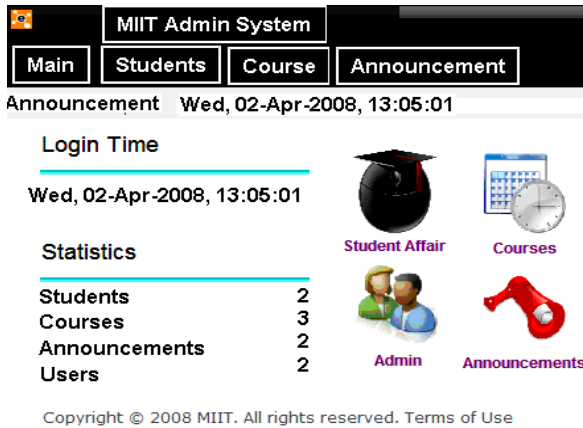 MIIT Admin System
Main Students Course Announcement
Announcement Wed, 02-Apr-2008, 13:05:01
Login Time
Wed, 02-Apr-2008, 13:05:01
Statistics
Students 2
Courses 3
Announcements 2
Users 2
Student Affair Courses
Admin Announcements
Copyright © 2008 MIIT. All rights reserved. Terms of Use